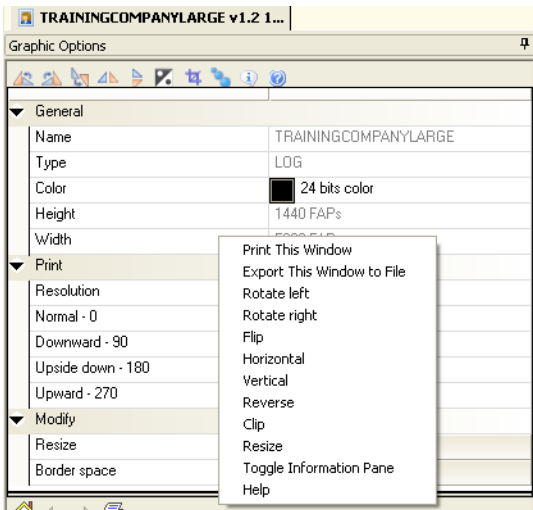 TRAININGCOMPANYLARGE v1.2 1...
Graphic Options
General
Name TRAININGCOMPANYLARGE
Type LOG
Color 24 bits color
Height 1440 FAPs
Width
Print
Resolution
Normal - 0
Downward - 90
Upside down - 180
Upward - 270
Modify
Resize
Border space
Print This Window
Export This Window to File
Rotate left
Rotate right
Flip
Horizontal
Vertical
Reverse
Clip
Resize
Toggle Information Pane
Help